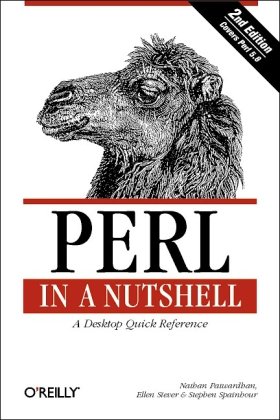 2nd Edition
Covers Perl 5.8
PERL
IN A NUTSHELL
A Desktop Quick Reference
O'REILLY®
Nathan Patwardhan,
Ellen Siever & Stephen Spainhour